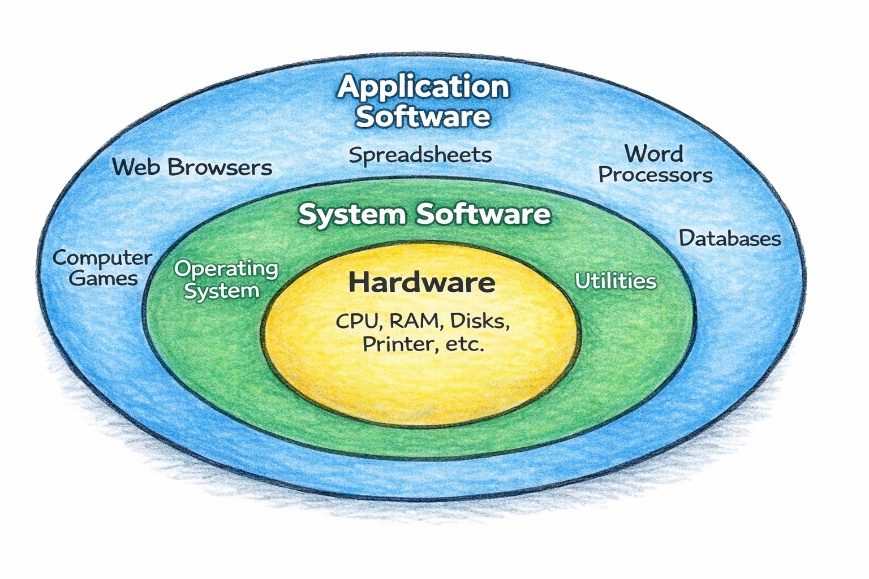 Application
Software
Web Browsers
Spreadsheets
Word
Processors
System Software
Databases
Computer
Games
Operating
System
Hardware
Utilities
CPU, RAM, Disks,
Printer, etc.